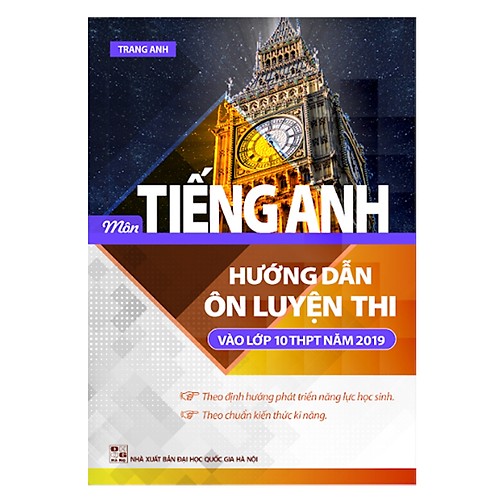 TRANG ANH
Môn TIẾNG ANH
HƯỚNG DẪN
ÔN LUYỆN THI
VÀO LỚP 10 THPT NĂM 2019
Theo định hướng phát triển năng lực học sinh.
Theo chuẩn kiến thức kĩ năng.
NHÀ XUẤT BẢN ĐẠI HỌC QUỐC GIA HÀ NỘI